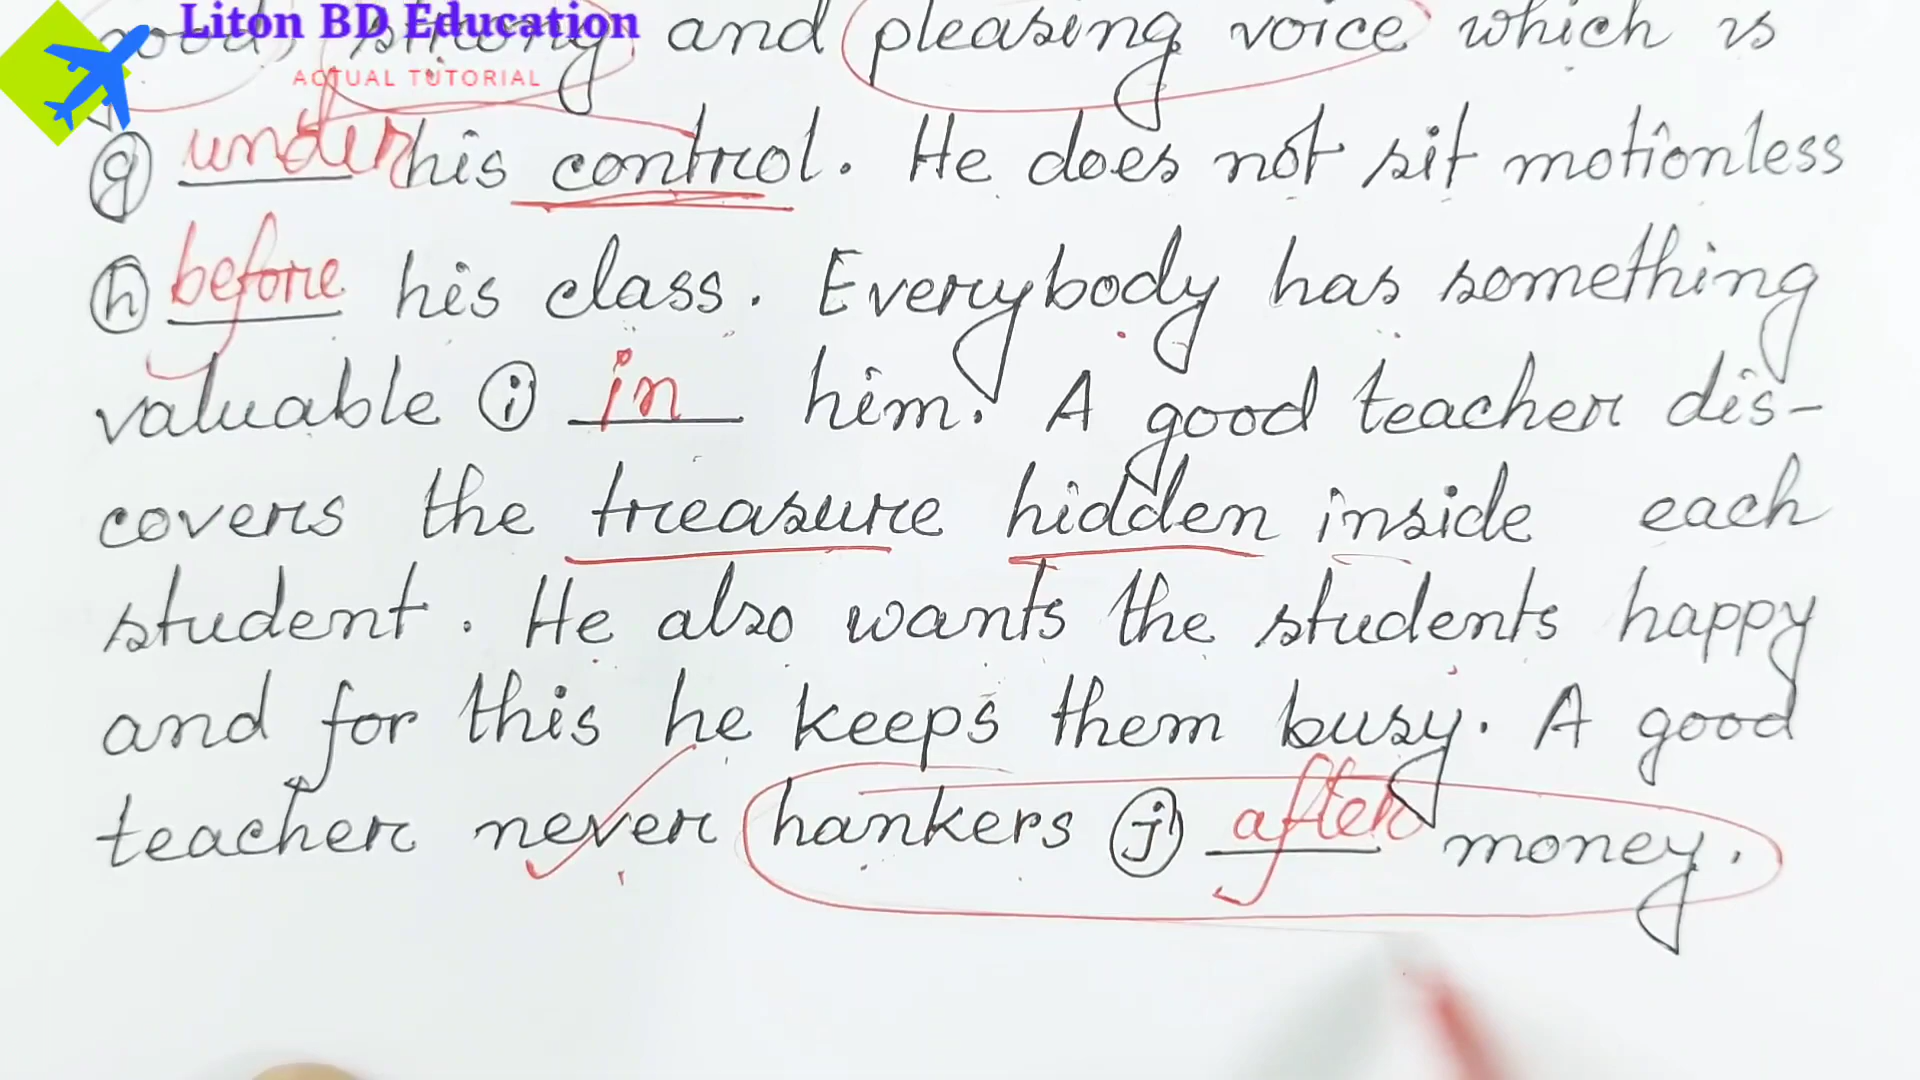 Liton BD Education
ACTUAL TUTORIAL
good, strong and pleasing voice which is
(g) under his control. He does not sit motionless
(h) before his class. Everybody has something
valuable (i) in him. A good teacher dis-
covers the treasure hidden inside each
student. He also wants the students happy
and for this he keeps them busy. A good
teacher never hankers (j) after money.